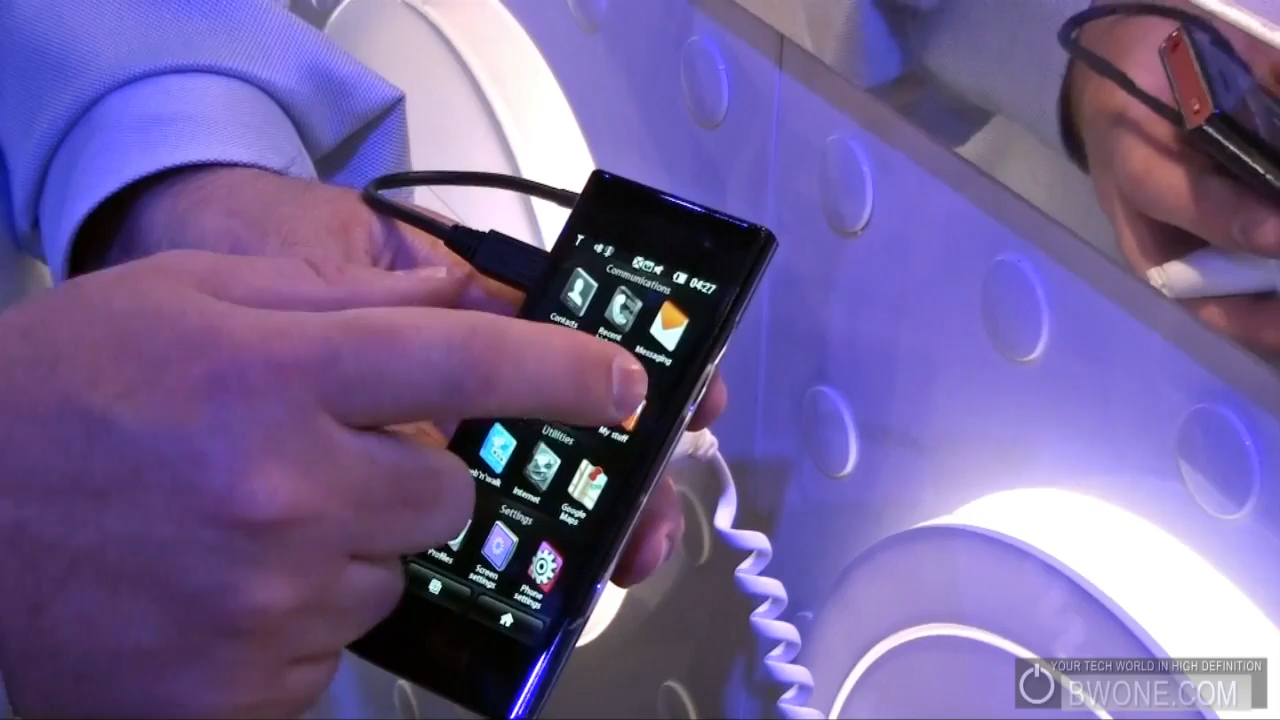 04:27
Communications
Contacts
Recent
Messaging
My stuff
Utilities
Internet
Google
Maps
Settings
Profiles
Screen
settings
Phone
settings
YOUR TECH WORLD IN HIGH DEFINITION
BWONE.COM